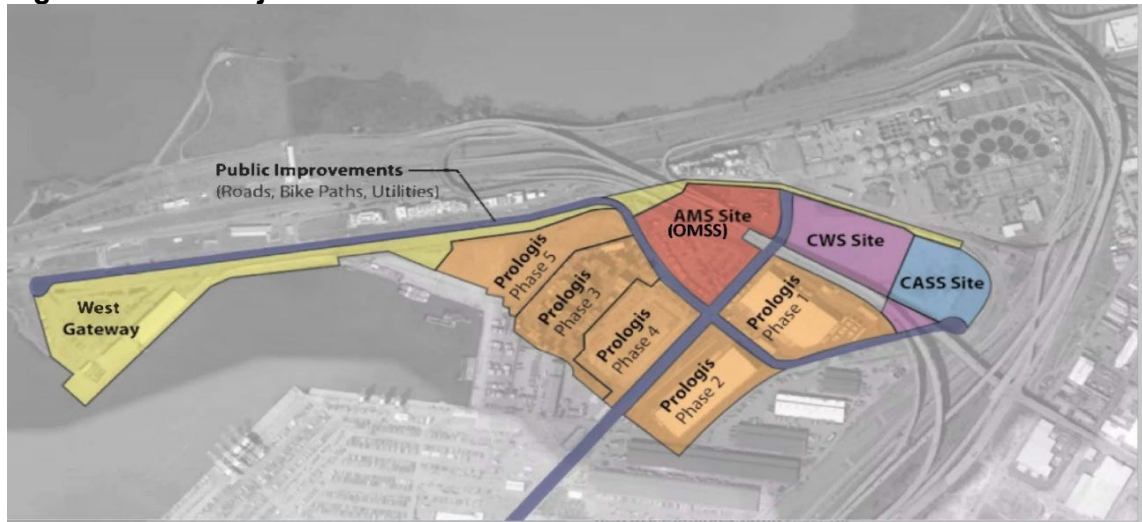 Public Improvements
(Roads, Bike Paths, Utilities)
AMS Site
(OMSS)
CWS Site
CASS Site
West
Gateway
Prologis
Phase 5
Prologis
Phase 3
Prologis
Phase 4
Prologis
Phase 1
Prologis
Phase 2